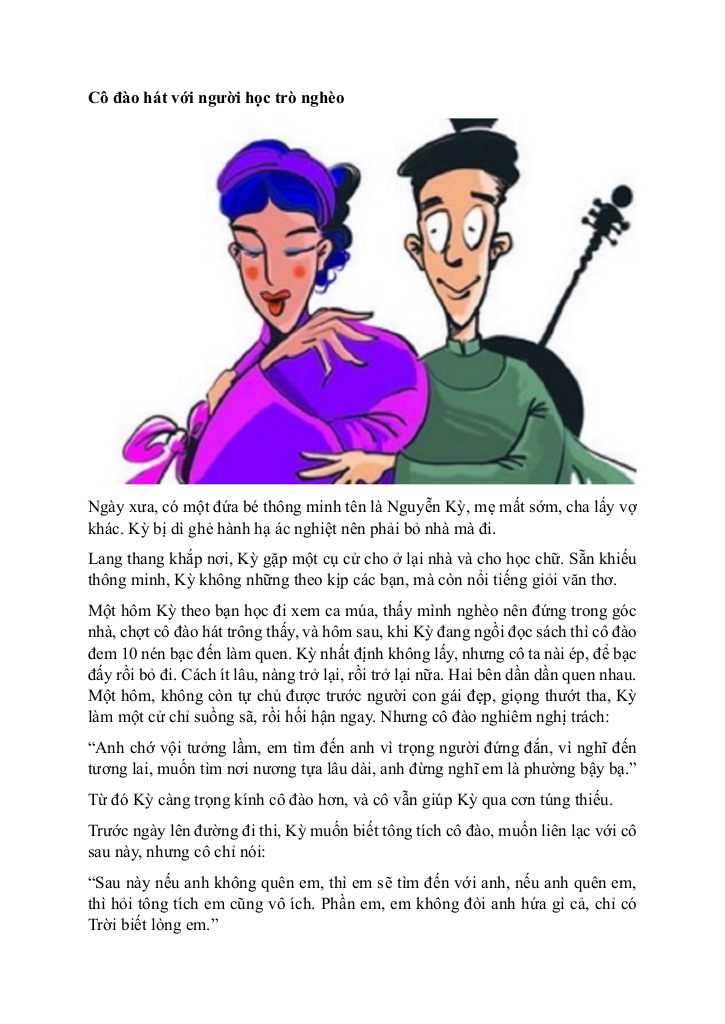 Cô đào hát với người học trò nghèo
Ngày xưa, có một đứa bé thông minh tên là Nguyễn Kỳ, mẹ mất sớm, cha lấy vợ
khác. Kỳ bị dì ghẻ hành hạ ác nghiệt nên phải bỏ nhà mà đi.
Lang thang khắp nơi, Kỳ gặp một cụ cử cho ở lại nhà và cho học chữ. Sẵn khiếu
thông minh, Kỳ không những theo kịp các bạn, mà còn nổi tiếng giỏi văn thơ.
Một hôm Kỳ theo bạn học đi xem ca múa, thấy mình nghèo nên đứng trong góc
nhà, chợt cô đào hát trông thấy, và hôm sau, khi Kỳ đang ngồi đọc sách thì cô đào
đem 10 nén bạc đến làm quen. Kỳ nhất định không lấy, nhưng cô ta nài ép, để bạc
đấy rồi bỏ đi. Cách ít lâu, nàng trở lại, rồi trở lại nữa. Hai bên dần dần quen nhau.
Một hôm, không còn tự chủ được trước người con gái đẹp, giọng thướt tha, Kỳ
làm một cử chỉ suồng sã, rồi hối hận ngay. Nhưng cô đào nghiêm nghị trách:
“Anh chớ vội tưởng lầm, em tìm đến anh vì trọng người đứng đắn, vì nghĩ đến
tương lai, muốn tìm nơi nương tựa lâu dài, anh đừng nghĩ em là phường bậy bạ.”
Từ đó Kỳ càng trọng kính cô đào hơn, và cô vẫn giúp Kỳ qua cơn túng thiếu.
Trước ngày lên đường đi thi, Kỳ muốn biết tông tích cô đào, muốn liên lạc với cô
sau này, nhưng cô chỉ nói:
“Sau này nếu anh không quên em, thì em sẽ tìm đến với anh, nếu anh quên em,
thì hỏi tông tích em cũng vô ích. Phần em, em không đòi anh hứa gì cả, chỉ có
Trời biết lòng em.”